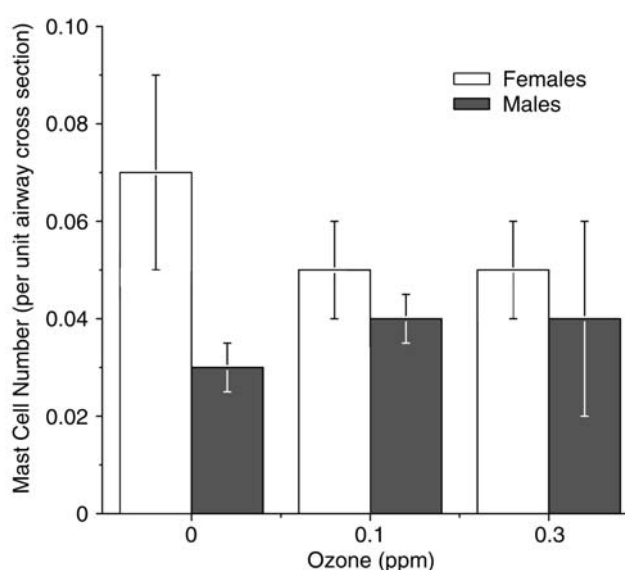 Mast Cell Number (per unit airway cross section)
0.10
0.08
0.06
0.04
0.02
0
Females
Males
0
0.1
0.3
Ozone (ppm)